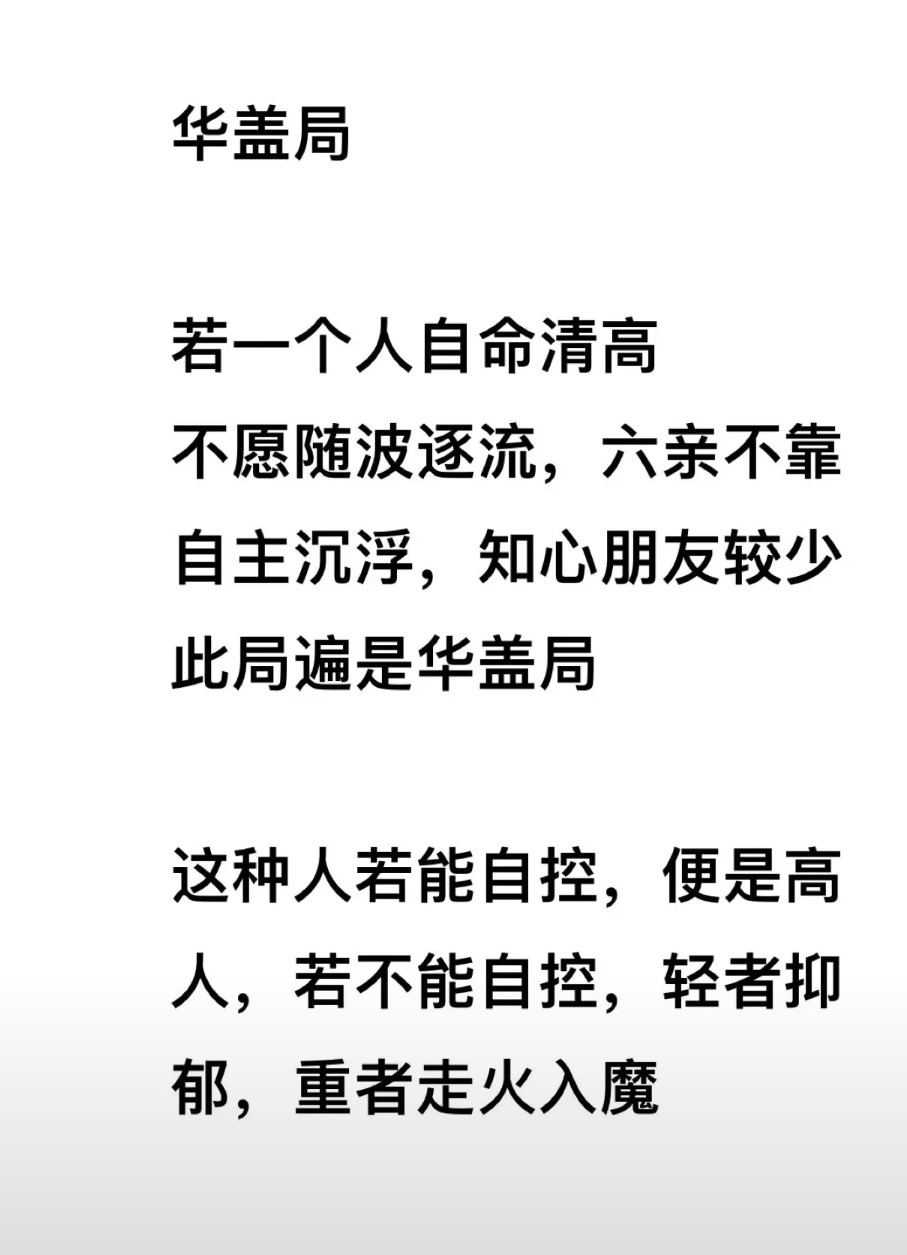 华盖局
若一个人自命清高
不愿随波逐流，六亲不靠
自主沉浮，知心朋友较少
此局遍是华盖局
这种人若能自控，便是高
人，若不能自控，轻者抑
郁，重者走火入魔